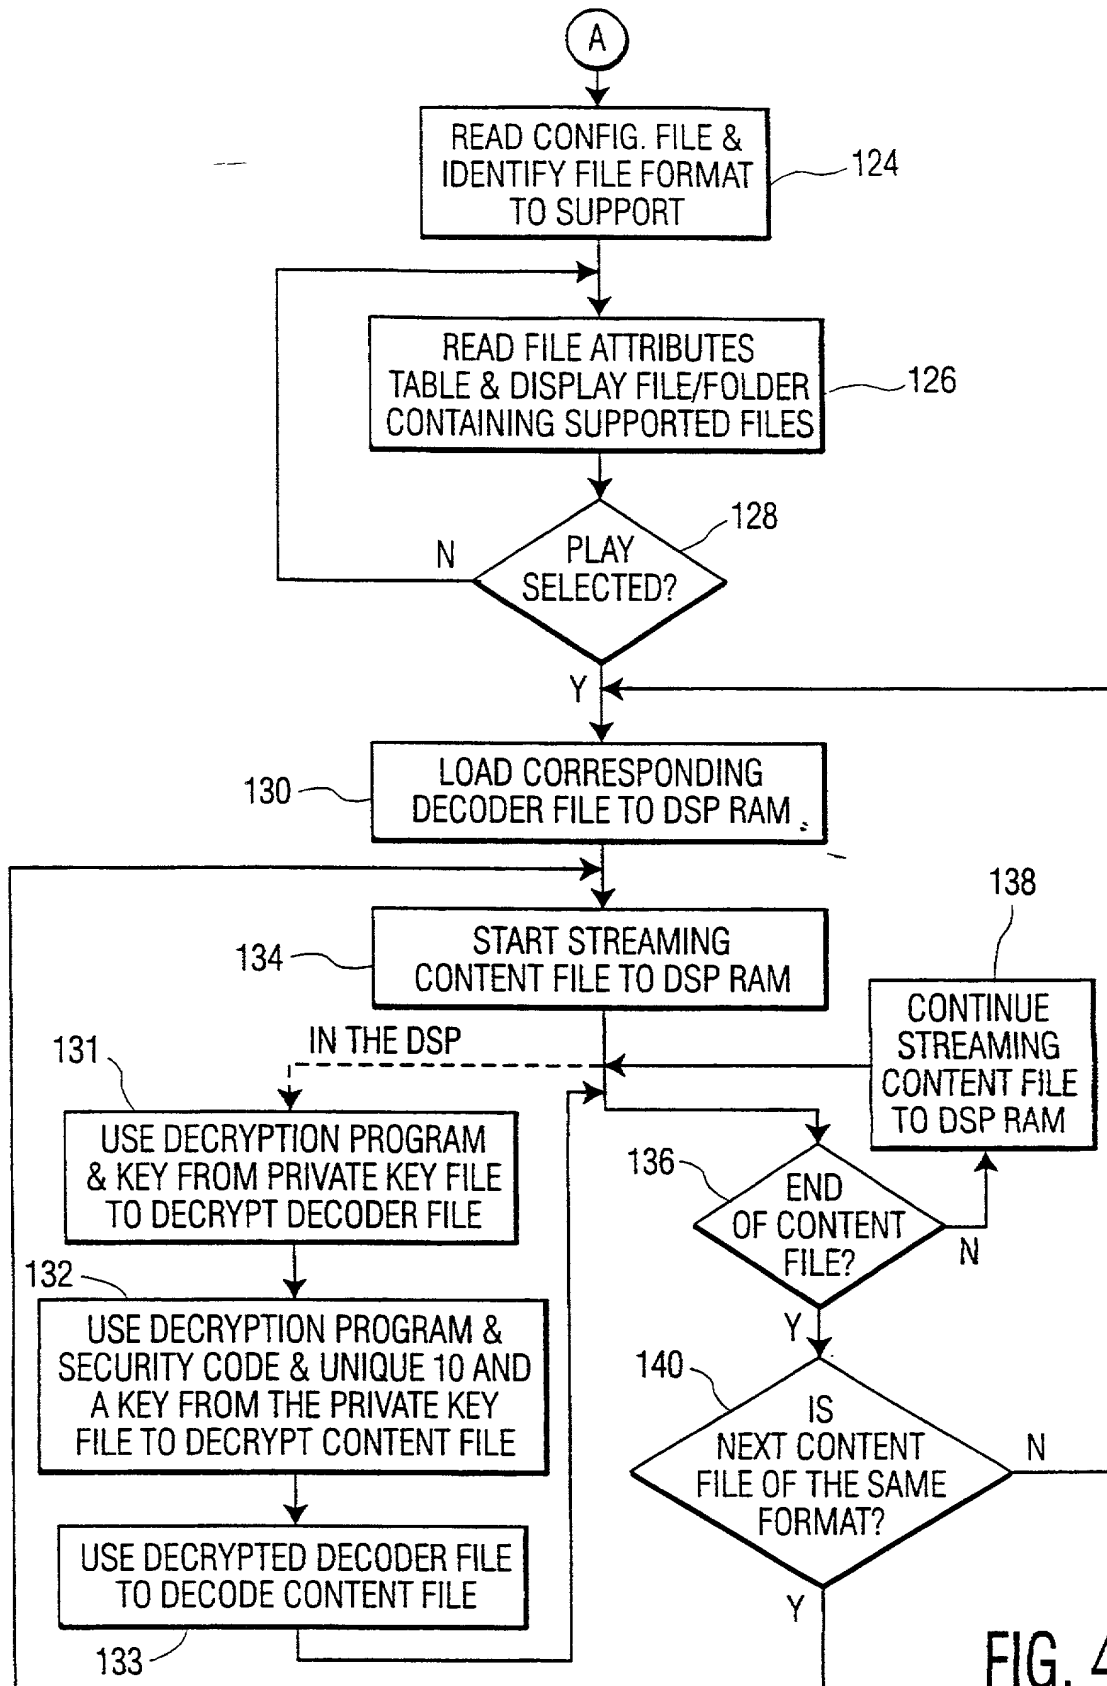 A
READ CONFIG. FILE &
IDENTIFY FILE FORMAT
TO SUPPORT
124
READ FILE ATTRIBUTES
TABLE & DISPLAY FILE/FOLDER
CONTAINING SUPPORTED FILES
126
PLAY
SELECTED?
128
N
Y
LOAD CORRESPONDING
DECODER FILE TO DSP RAM
130
START STREAMING
CONTENT FILE TO DSP RAM
134
138
CONTINUE
STREAMING
CONTENT FILE
TO DSP RAM
IN THE DSP
131
USE DECRYPTION PROGRAM
& KEY FROM PRIVATE KEY FILE
TO DECRYPT DECODER FILE
136
END
OF CONTENT
FILE?
N
Y
132
USE DECRYPTION PROGRAM &
SECURITY CODE & UNIQUE 10 AND
A KEY FROM THE PRIVATE KEY
FILE TO DECRYPT CONTENT FILE
140
IS
NEXT CONTENT
FILE OF THE SAME
FORMAT?
N
Y
USE DECRYPTED DECODER FILE
TO DECODE CONTENT FILE
133
FIG. 4